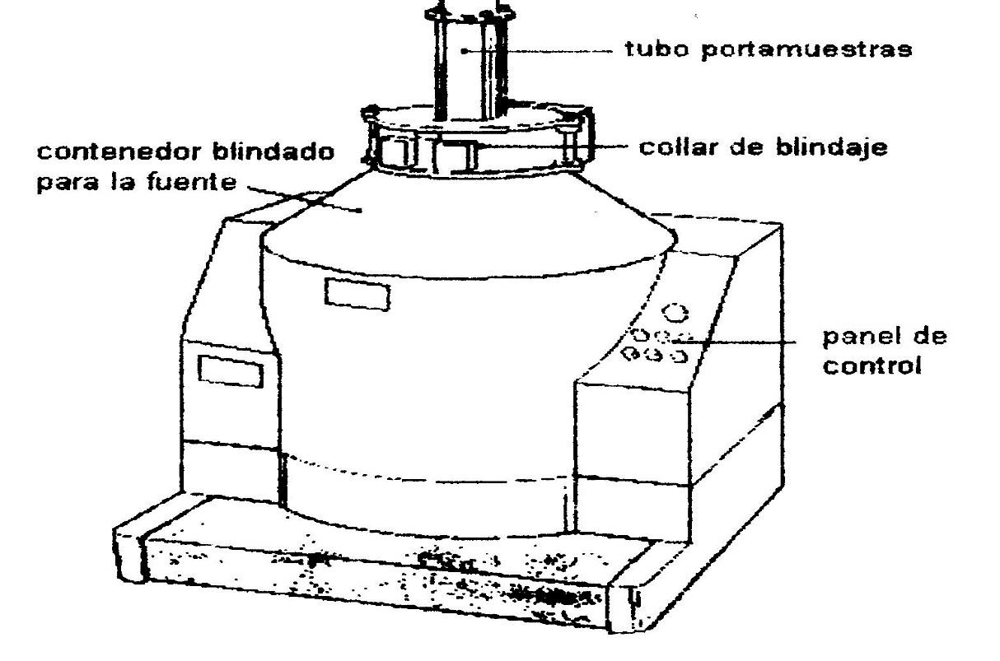 tubo portamuestras
contenedor blindado
para la fuente
collar de blindaje
panel de
control